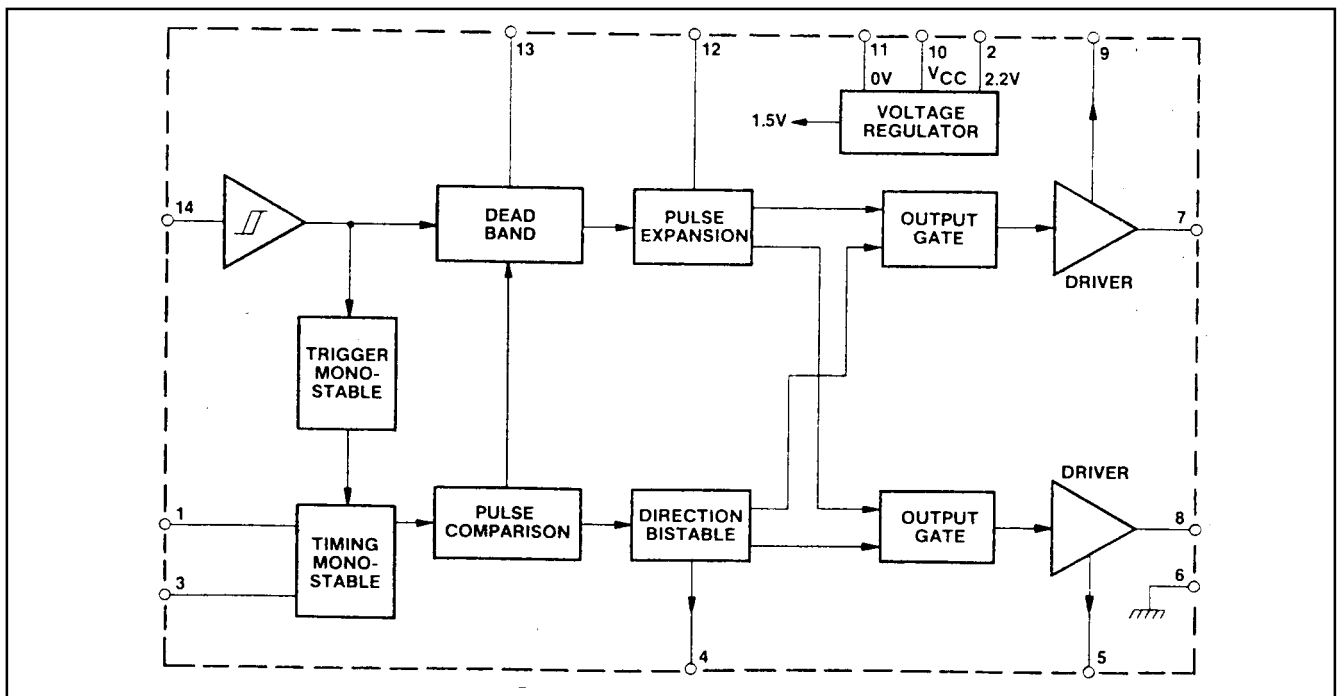 13
12
11
0V
10
VCC
2
2.2V
9
1.5V
VOLTAGE
REGULATOR
14
DEAD
BAND
PULSE
EXPANSION
OUTPUT
GATE
7
DRIVER
TRIGGER
MONO-
STABLE
DRIVER
1
3
TIMING
MONO-
STABLE
PULSE
COMPARISON
DIRECTION
BISTABLE
OUTPUT
GATE
8
6
4
5